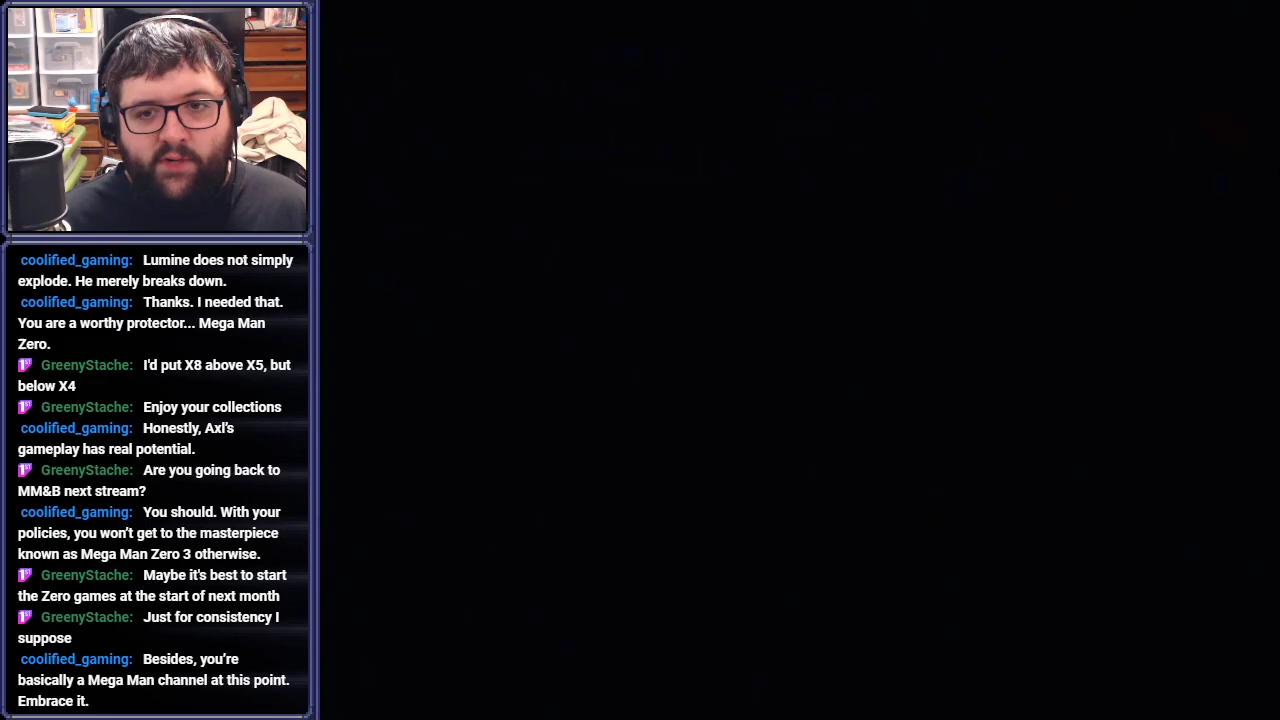 coolified_gaming: Lumine does not simply
explode. He merely breaks down.
coolified_gaming: Thanks. I needed that.
You are a worthy protector... Mega Man
Zero.
1ST GreenyStache: I'd put X8 above X5, but
below X4
1ST GreenyStache: Enjoy your collections
coolified_gaming: Honestly, Axl's
gameplay has real potential.
1ST GreenyStache: Are you going back to
MM&B next stream?
coolified_gaming: You should. With your
policies, you won’t get to the masterpiece
known as Mega Man Zero 3 otherwise.
1ST GreenyStache: Maybe it's best to start
the Zero games at the start of next month
1ST GreenyStache: Just for consistency I
suppose
coolified_gaming: Besides, you’re
basically a Mega Man channel at this point.
Embrace it.